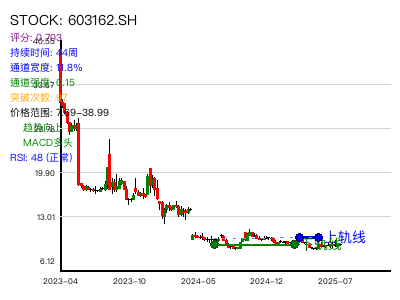 STOCK: 603162.SH
评分: 0.703
40.55
持续时间: 44周
通道宽度: 11.8%
通道强度: 0.15
突破次数:
价格范围: 7.69-38.99
趋势向上
MACD多头
RSI: 48 (正常)
19.90
13.01
6.12
上轨线
2023-04
2023-10
2024-05
2024-12
2025-07